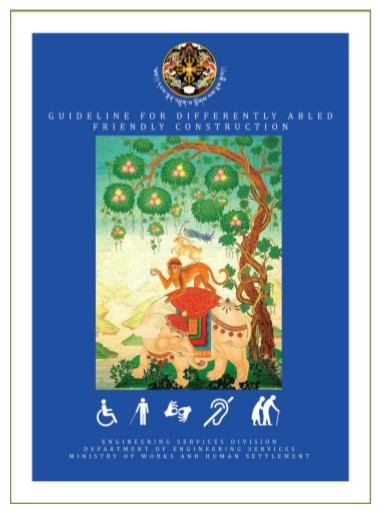 GUIDELINE FOR DIFFERENTLY ABLED
FRIENDLY CONSTRUCTION
ENGINEERING SERVICES DIVISION
DEPARTMENT OF ENGINEERING SERVICES
MINISTRY OF WORKS AND HUMAN SETTLEMENT